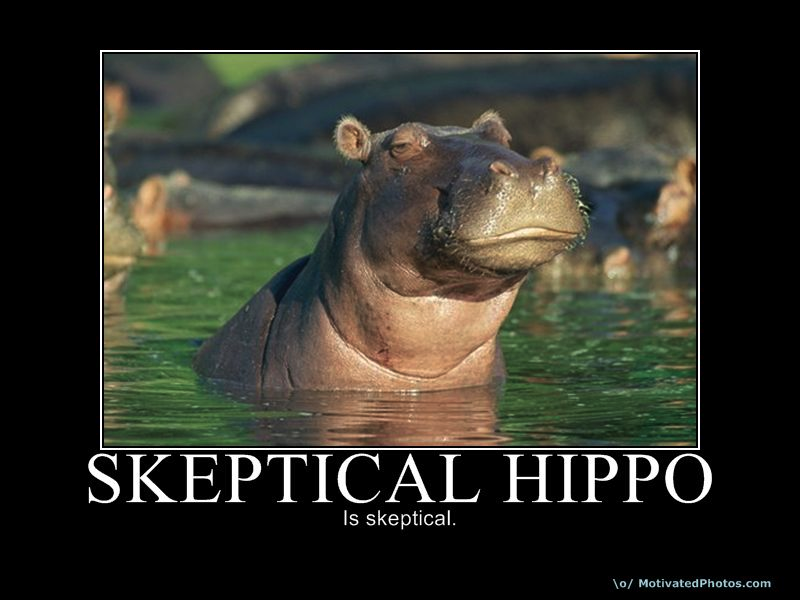 SKEPTICAL HIPPO
Is skeptical.
\o/ MotivatedPhotos.com